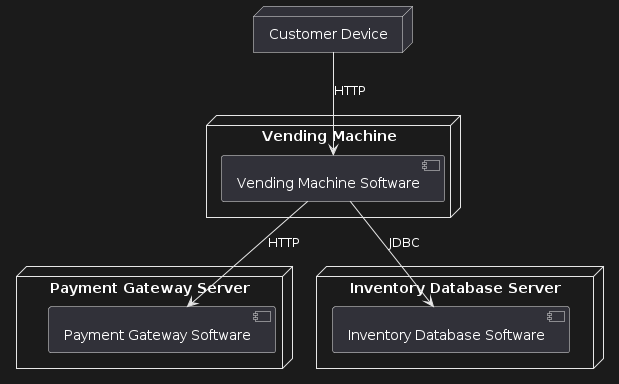 Customer Device
HTTP
Vending Machine
Vending Machine Software
HTTP
JDBC
Payment Gateway Server
Inventory Database Server
Payment Gateway Software
Inventory Database Software